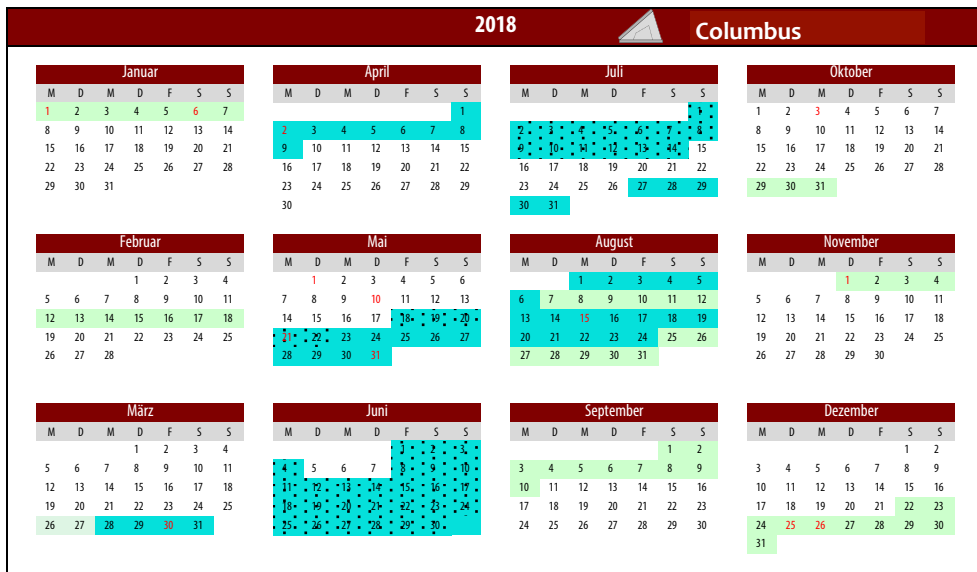 2018
Columbus
Januar
M D M D F S S
1 2 3 4 5 6 7
8 9 10 11 12 13 14
15 16 17 18 19 20 21
22 23 24 25 26 27 28
29 30 31
April
M D M D F S S
1
2 3 4 5 6 7 8
9 10 11 12 13 14 15
16 17 18 19 20 21 22
23 24 25 26 27 28 29
30
Juli
M D M D F S S
1
2 3 4 5 6 7 8
9 10 11 12 13 14 15
16 17 18 19 20 21 22
23 24 25 26 27 28 29
30 31
Oktober
M D M D F S S
1 2 3 4 5 6 7
8 9 10 11 12 13 14
15 16 17 18 19 20 21
22 23 24 25 26 27 28
29 30 31
Februar
M D M D F S S
1 2 3 4
5 6 7 8 9 10 11
12 13 14 15 16 17 18
19 20 21 22 23 24 25
26 27 28
Mai
M D M D F S S
1 2 3 4 5 6
7 8 9 10 11 12 13
14 15 16 17 18 19 20
21 22 23 24 25 26 27
28 29 30 31
August
M D M D F S S
1 2 3 4 5
6 7 8 9 10 11 12
13 14 15 16 17 18 19
20 21 22 23 24 25 26
27 28 29 30 31
November
M D M D F S S
1 2 3 4
5 6 7 8 9 10 11
12 13 14 15 16 17 18
19 20 21 22 23 24 25
26 27 28 29 30
März
M D M D F S S
1 2 3 4
5 6 7 8 9 10 11
12 13 14 15 16 17 18
19 20 21 22 23 24 25
26 27 28 29 30 31
Juni
M D M D F S S
1 2 3
4 5 6 7 8 9 10
11 12 13 14 15 16 17
18 19 20 21 22 23 24
25 26 27 28 29 30
September
M D M D F S S
1 2
3 4 5 6 7 8 9
10 11 12 13 14 15 16
17 18 19 20 21 22 23
24 25 26 27 28 29 30
Dezember
M D M D F S S
1 2
3 4 5 6 7 8 9
10 11 12 13 14 15 16
17 18 19 20 21 22 23
24 25 26 27 28 29 30
31